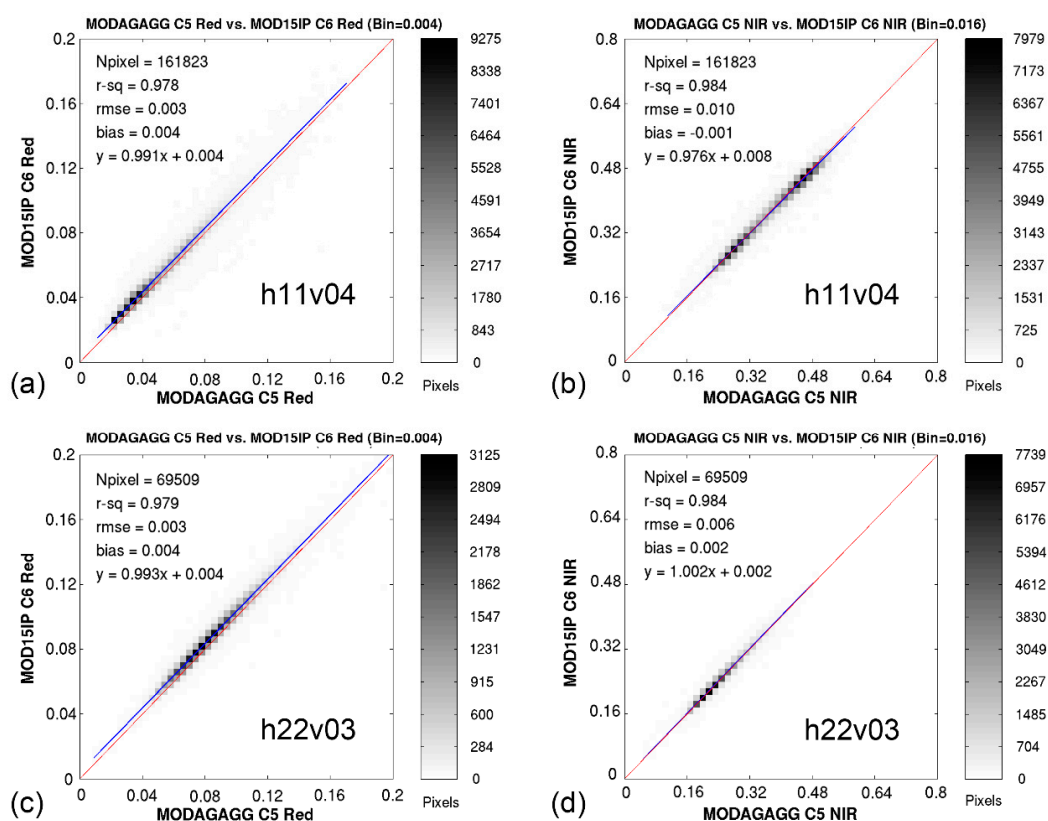 MODAGAGG C5 Red vs. MOD15IP C6 Red (Bin=0.004)
0.2
0.16
0.12
0.08
0.04
0
MOD15IP C6 Red
Npixel = 161823
r-sq = 0.978
rmse = 0.003
bias = 0.004
y = 0.991x + 0.004
h11v04
0 0.04 0.08 0.12 0.16 0.2
MODAGAGG C5 Red
9275
8338
7401
6464
5528
4591
3654
2717
1780
843
0
Pixels
(a)
MODAGAGG C5 NIR vs. MOD15IP C6 NIR (Bin=0.016)
0.8
0.64
0.48
0.32
0.16
0
MOD15IP C6 NIR
Npixel = 161823
r-sq = 0.984
rmse = 0.010
bias = -0.001
y = 0.976x + 0.008
h11v04
0 0.16 0.32 0.48 0.64 0.8
MODAGAGG C5 NIR
7979
7173
6367
5561
4755
3949
3143
2337
1531
725
0
Pixels
(b)
MODAGAGG C5 Red vs. MOD15IP C6 Red (Bin=0.004)
0.2
0.16
0.12
0.08
0.04
0
MOD15IP C6 Red
Npixel = 69509
r-sq = 0.979
rmse = 0.003
bias = 0.004
y = 0.993x + 0.004
h22v03
0 0.04 0.08 0.12 0.16 0.2
MODAGAGG C5 Red
3125
2809
2494
2178
1862
1547
1231
915
600
284
0
Pixels
(c)
MODAGAGG C5 NIR vs. MOD15IP C6 NIR (Bin=0.016)
0.8
0.64
0.48
0.32
0.16
0
MOD15IP C6 NIR
Npixel = 69509
r-sq = 0.984
rmse = 0.006
bias = 0.002
y = 1.002x + 0.002
h22v03
0 0.16 0.32 0.48 0.64 0.8
MODAGAGG C5 NIR
7739
6957
6176
5394
4612
3830
3049
2267
1485
704
0
Pixels
(d)